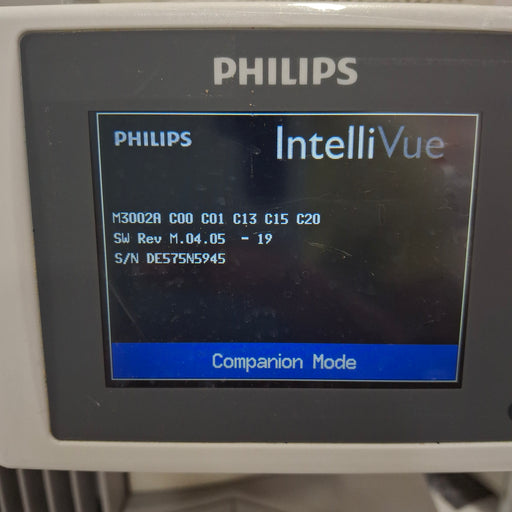 PHILIPS
PHILIPS IntelliVue
M3002A C00 C01 C13 C15 C20
SW Rev M.04.05 - 19
S/N DE575N5945
Companion Mode